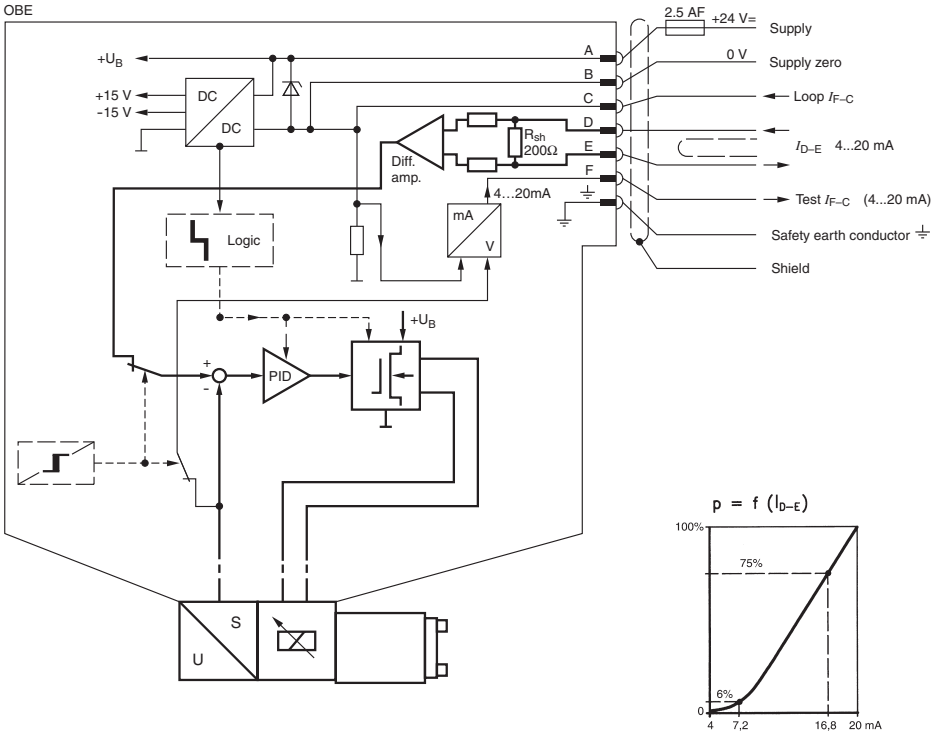 OBE
2.5 AF
+24 V=
Supply
+U_B
A
0 V
Supply zero
B
+15 V
-15 V
DC
DC
C
Loop I_F–C
D
R_sh
200Ω
I_D–E 4...20 mA
Diff.
amp.
E
F
4...20mA
Test I_F–C (4...20 mA)
mA
V
Logic
Safety earth conductor
Shield
+U_B
+
-
PID
p = f (I_D–E)
100%
75%
6%
0
4 7,2 16,8 20 mA
S
U